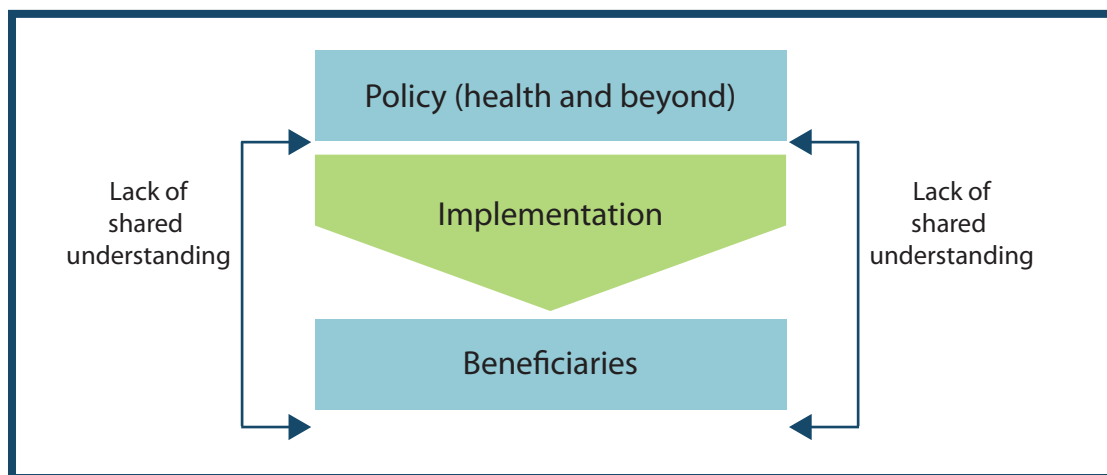 Policy (health and beyond)
Lack of
shared
understanding
Implementation
Lack of
shared
understanding
Beneficiaries